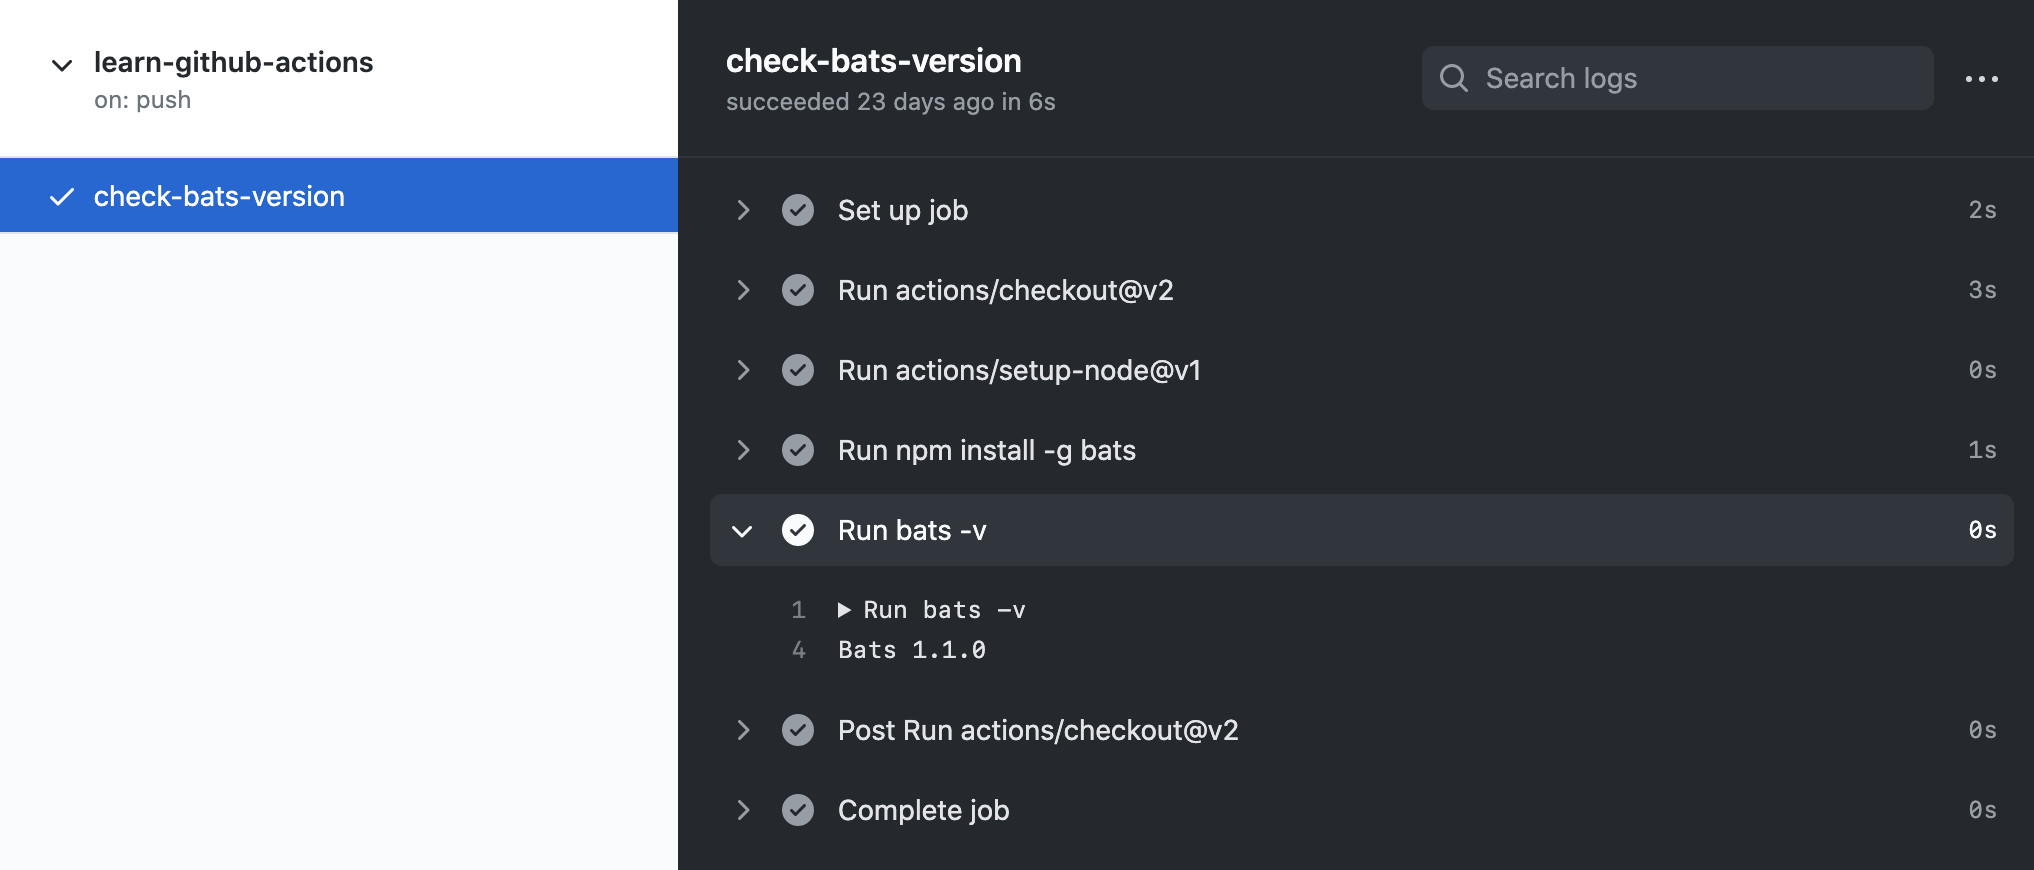 learn-github-actions
on: push
check-bats-version
check-bats-version
succeeded 23 days ago in 6s
Search logs
Set up job 2s
Run actions/checkout@v2 3s
Run actions/setup-node@v1 0s
Run npm install -g bats 1s
Run bats -v 0s
1 ▶ Run bats -v
4 Bats 1.1.0
Post Run actions/checkout@v2 0s
Complete job 0s